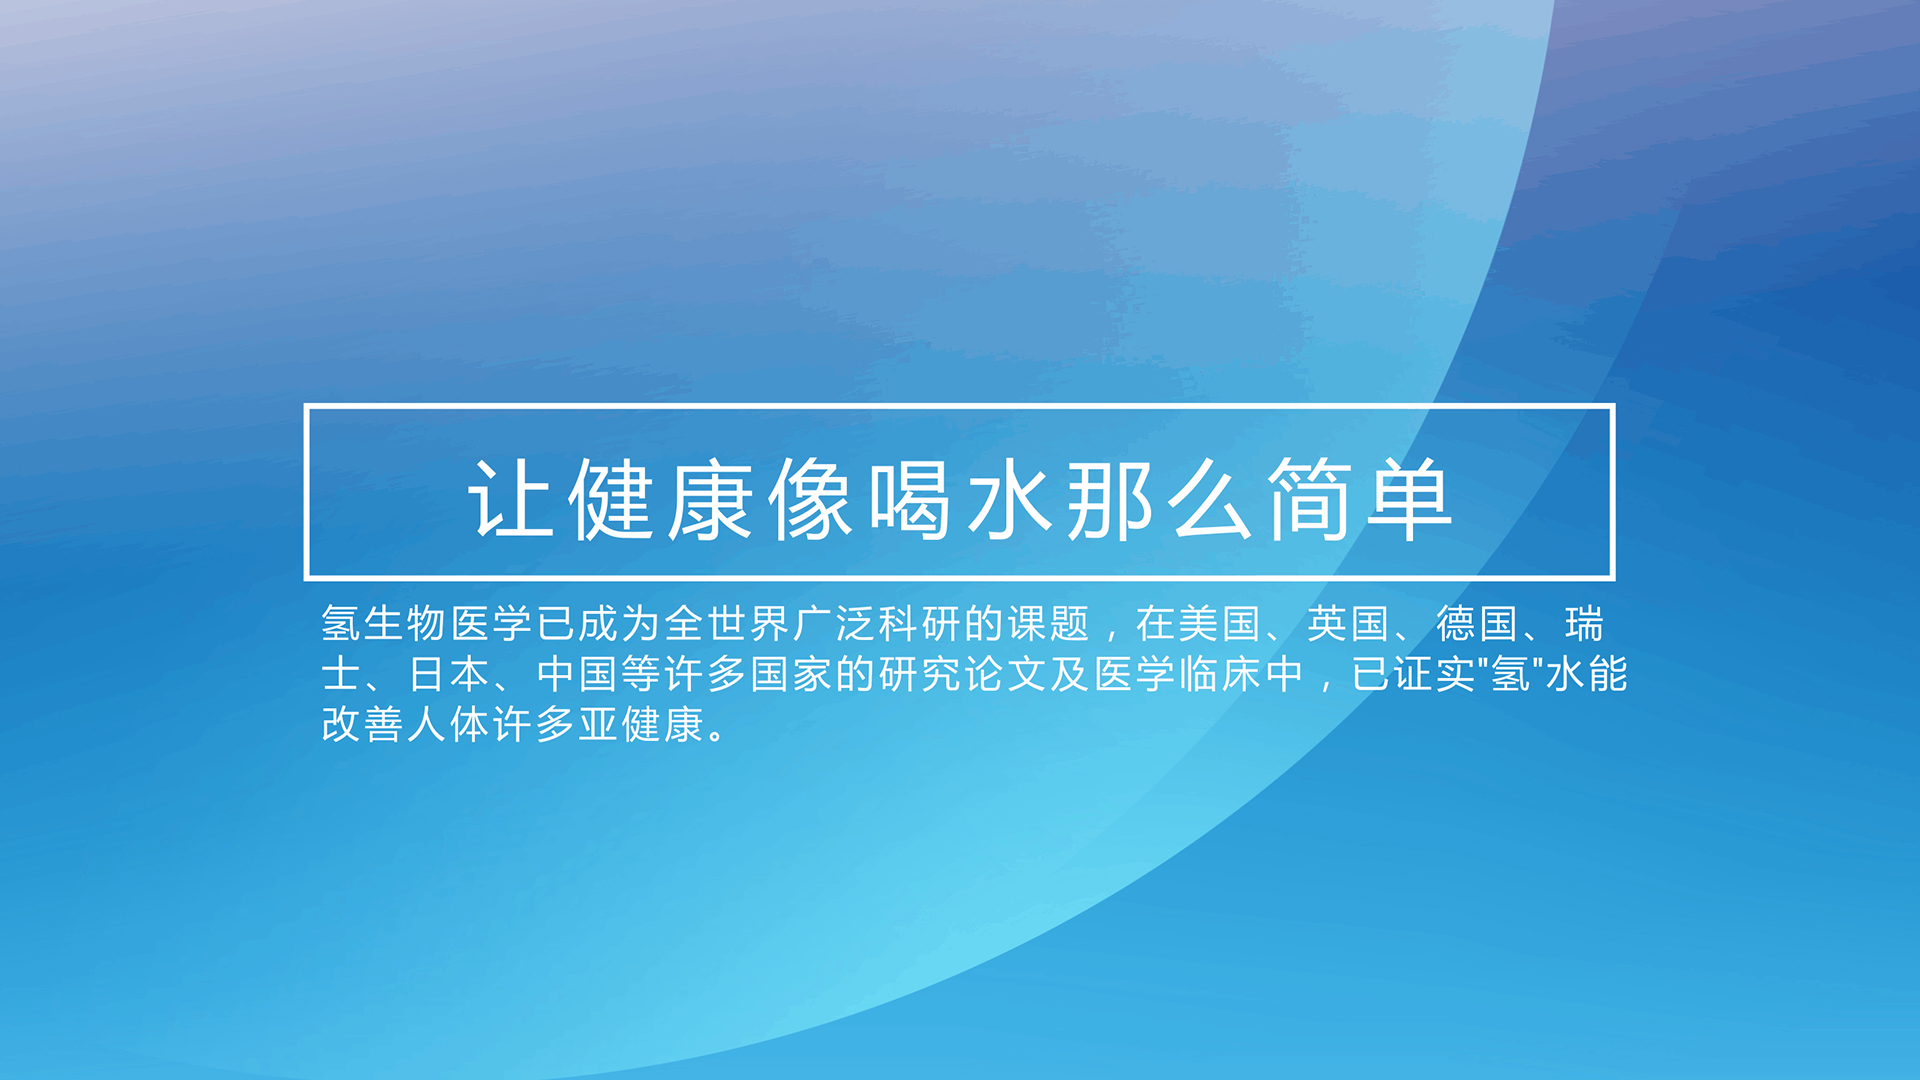 让健康像喝水那么简单
氢生物医学已成为全世界广泛科研的课题，在美国、英国、德国、瑞
士、日本、中国等许多国家的研究论文及医学临床中，已证实"氢"水能
改善人体许多亚健康。